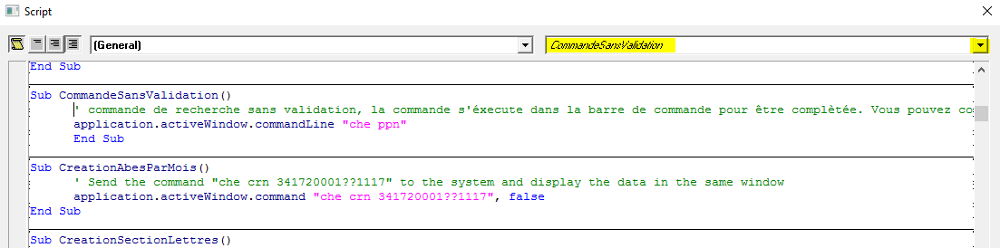 Script
(General)
CommandeSansValidation
End Sub
Sub CommandeSansValidation()
' commande de recherche sans validation, la commande s'éxecute dans la barre de commande pour être complètée. Vous pouvez co
application.activeWindow.commandLine "che ppn"
End Sub
Sub CreationAbesParMois()
' Send the command "che crn 341720001??1117" to the system and display the data in the same window
application.activeWindow.command "che crn 341720001??1117", false
End Sub
Sub CreationSectionLettres()